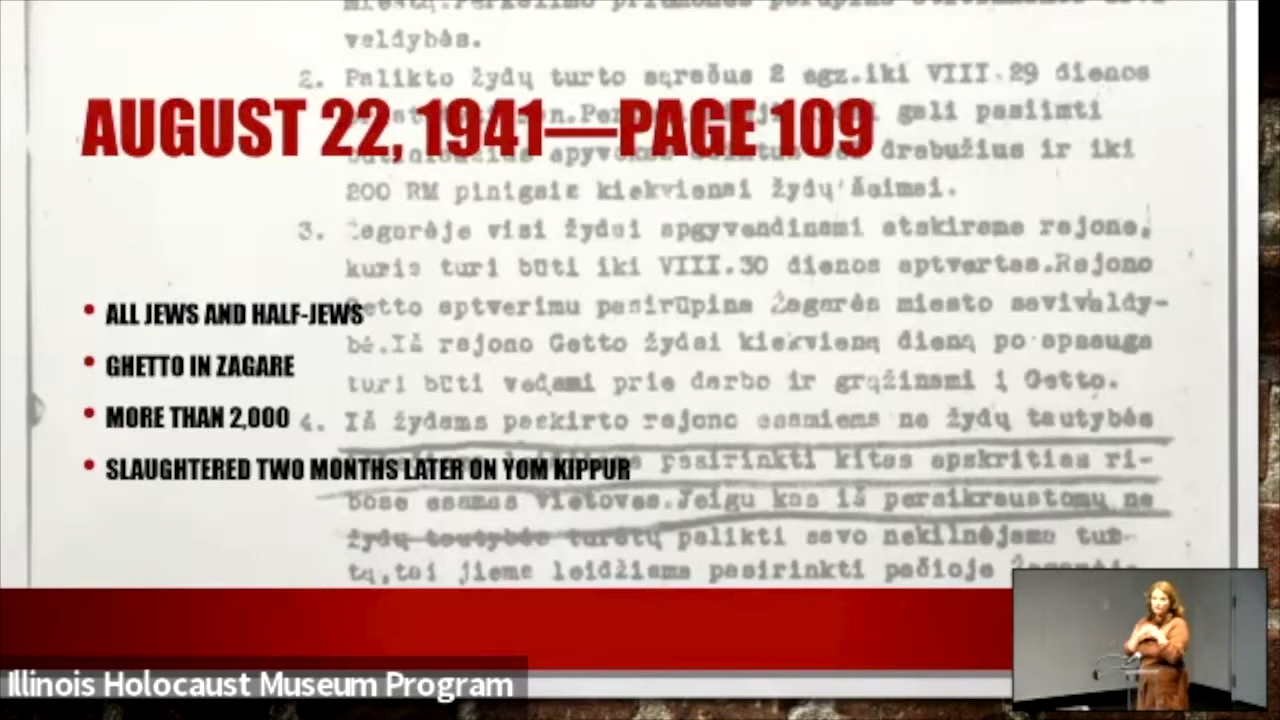 veldybės.
2. Palikto žydų turto sąrašus 2 egz.iki VIII.29 dienos
AUGUST 22, 1941—PAGE 109
gali pasiimti
drabužius ir iki
200 RM pinigais kiekvienai žydų šeimai.
3. Žagarėje visi žydai apgyvendinami atskirame rajone,
kuris turi būti iki VIII.30 dienos aptvertas.Rajono
• ALL JEWS AND HALF-JEWS
Getto aptvėrimu pasirūpina Žagarės miesto savivaldy-
bė.Iš rajono Getto žydai kiekvieną dieną po apsauga
• GHETTO IN ZAGARE
turi būti vedami prie darbo ir grąžinami į Getto.
• MORE THAN 2,000
4. Iš žydams paskirto rajono esamiems ne žydų tautybės
• SLAUGHTERED TWO MONTHS LATER ON YOM KIPPUR
pasirinkti kitas apskrities ri-
bose esamas vietoves.Jeigu kas iš persikraustomų ne
žydų tautybės turėtų palikti savo nekilnojamą tur-
tą,tai jiems leidžiama pasirinkti pačioje
Illinois Holocaust Museum Program